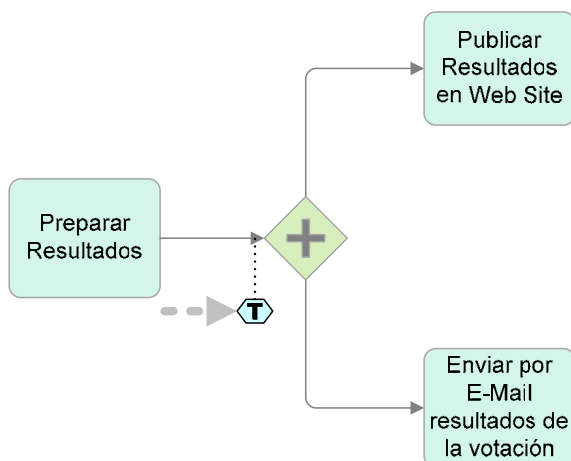 Publicar
Resultados
en Web Site
Preparar
Resultados
T
Enviar por
E-Mail
resultados de
la votación